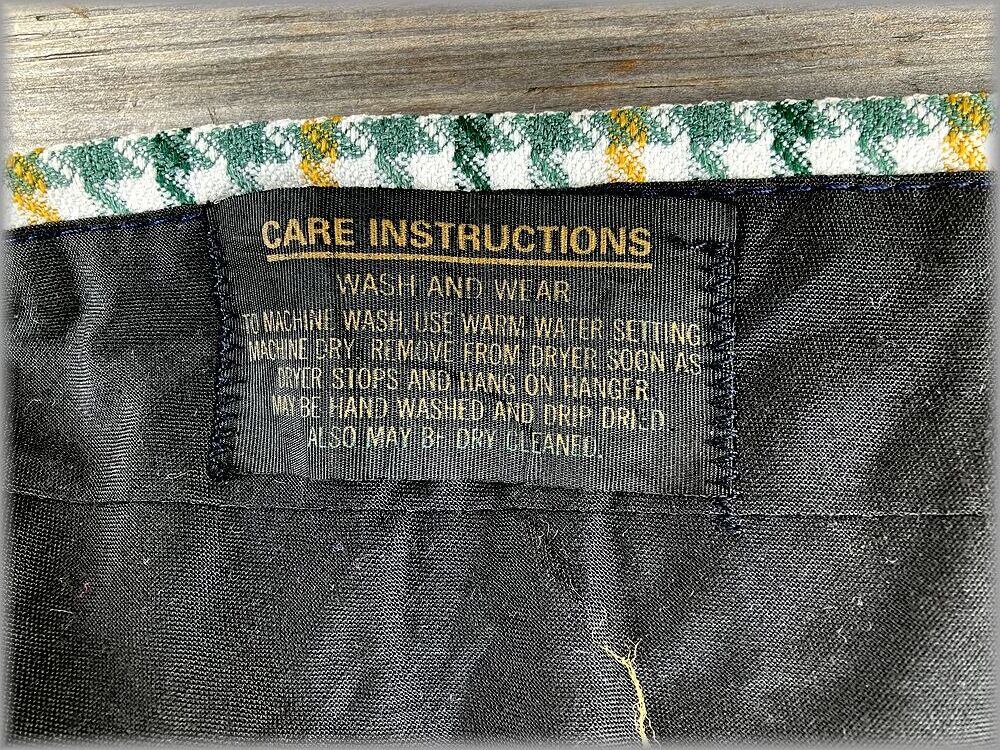 CARE INSTRUCTIONS
WASH AND WEAR
TO MACHINE WASH, USE WARM WATER SETTING
MACHINE DRY. REMOVE FROM DRYER SOON AS
DRYER STOPS AND HANG ON HANGER.
MAY BE HAND WASHED AND DRIP DRIED
ALSO MAY BE DRY CLEANED.